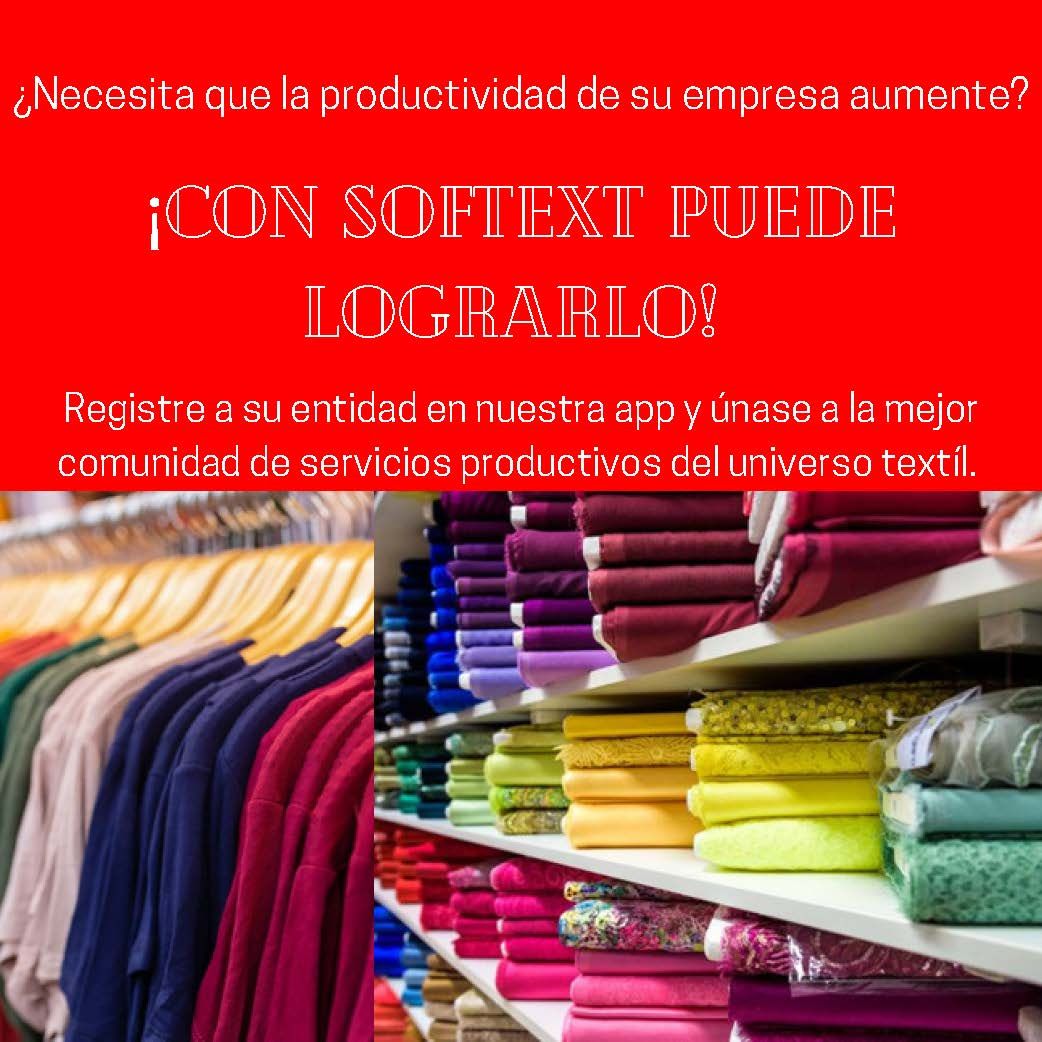 ¿Necesita que la productividad de su empresa aumente?
¡CON SOFTEXT PUEDE
LOGRARLO!
Registre a su entidad en nuestra app y únase a la mejor
comunidad de servicios productivos del universo textíl.